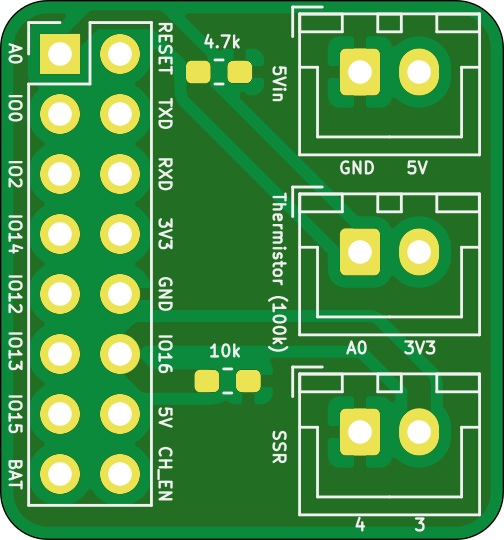 A0
RESET
IO0
TXD
IO2
RXD
IO14
3V3
IO12
GND
IO13
IO16
IO15
5V
BAT
CH_EN
4.7k
5Vin
GND 5V
Thermistor (100k)
A0 3V3
10k
SSR
4 3